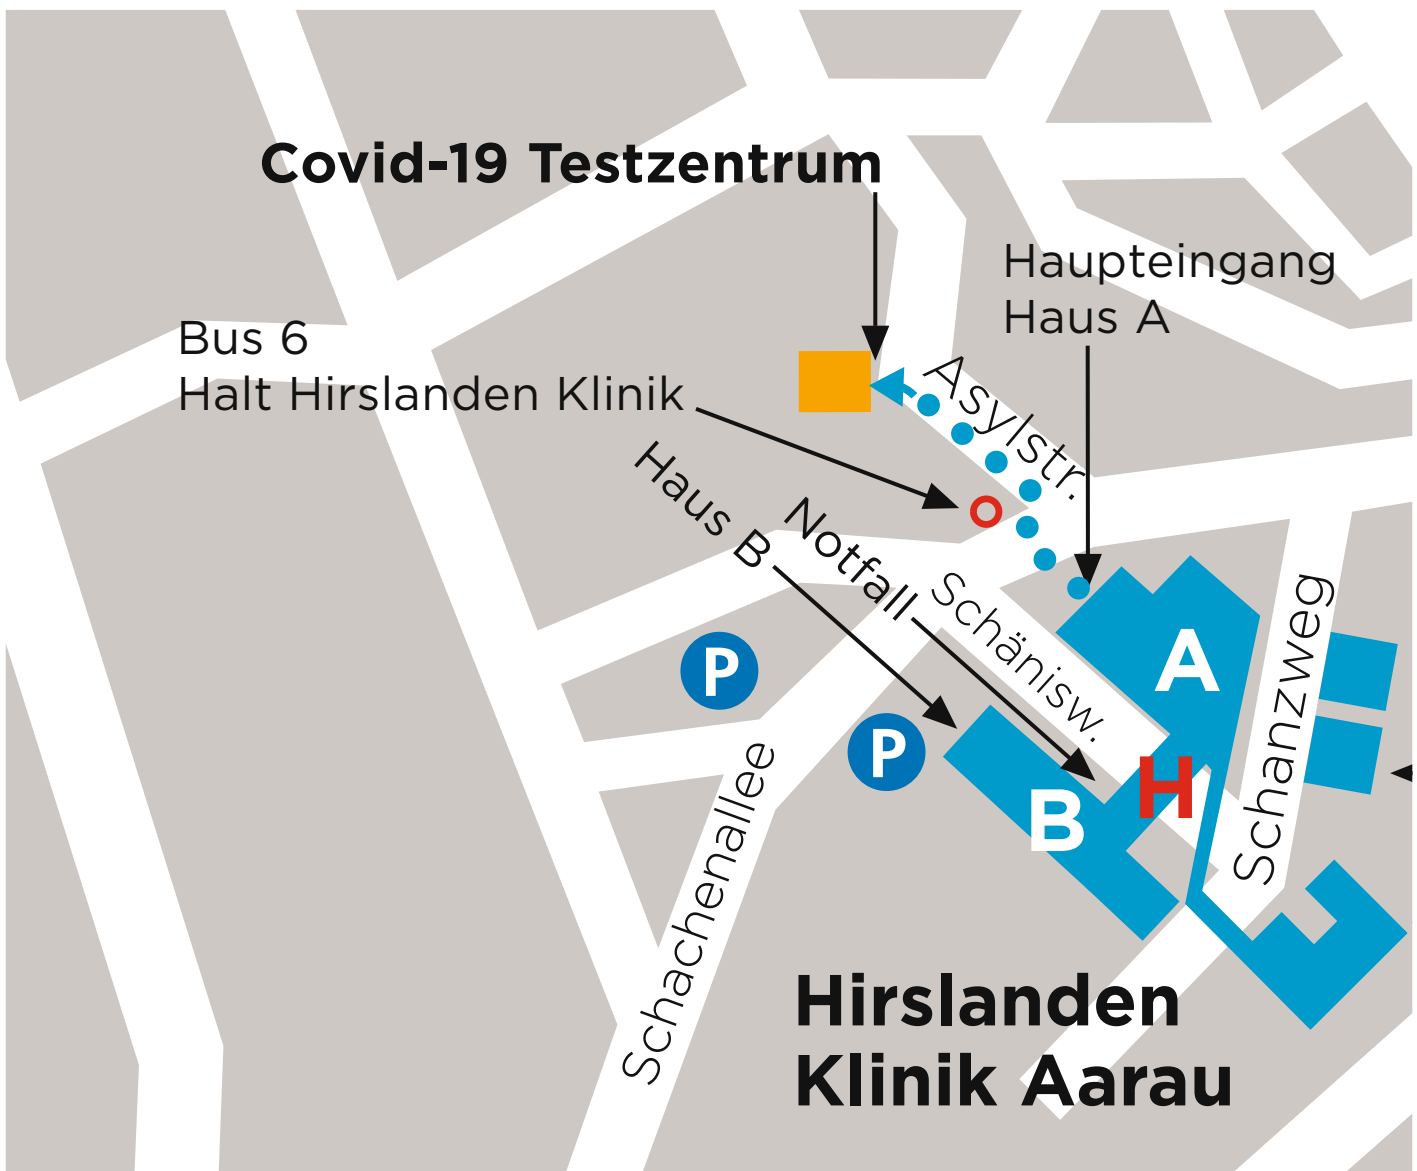 Covid-19 Testzentrum
Haupteingang
Haus A
Bus 6
Halt Hirslanden Klinik
Asylstr.
Haus B
Notfall
Schänisw.
Schanzweg
A
P
P
H
B
Schachenallee
Hirslanden
Klinik Aarau